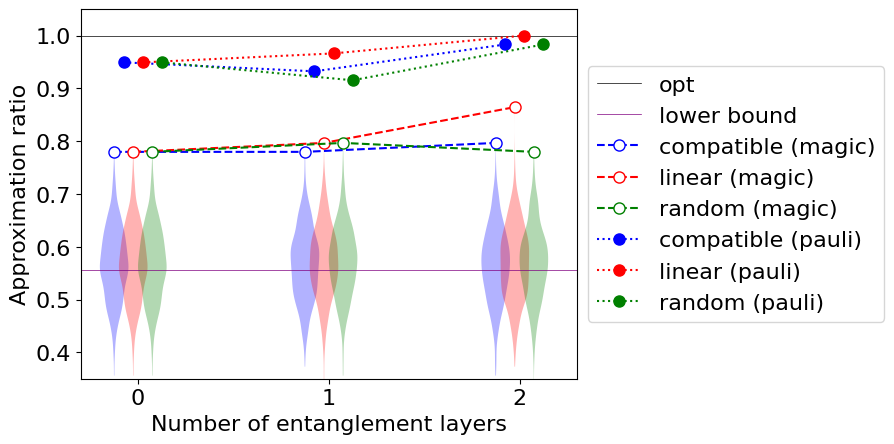 1.0
0.9
0.8
0.7
0.6
0.5
0.4
Approximation ratio
0 1 2
Number of entanglement layers
opt
lower bound
compatible (magic)
linear (magic)
random (magic)
compatible (pauli)
linear (pauli)
random (pauli)